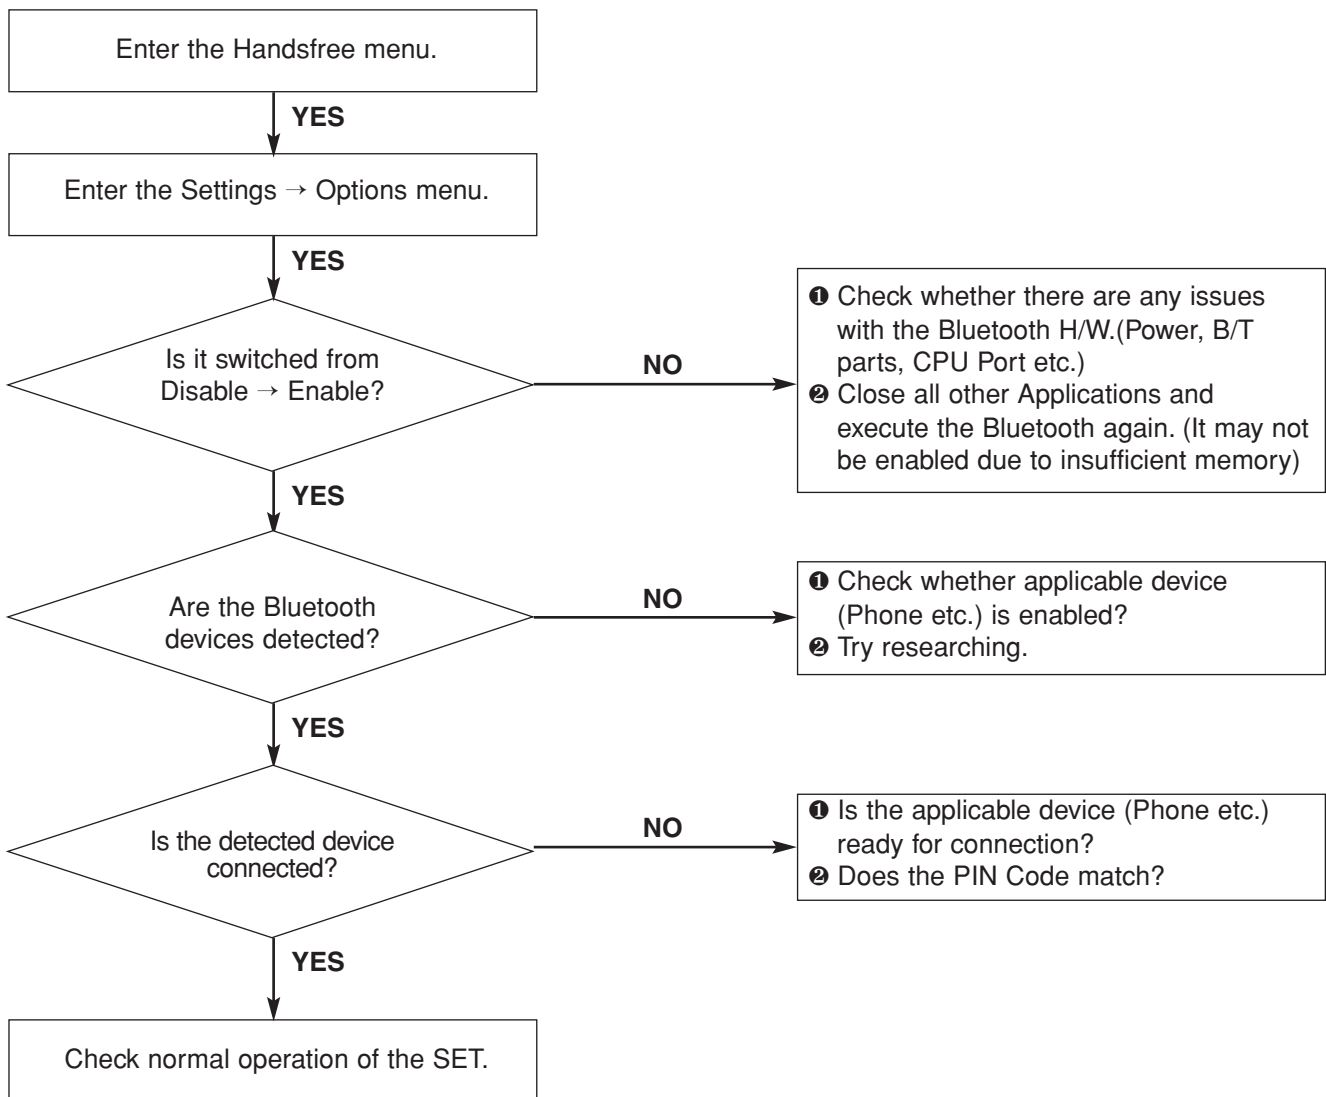 Enter the Handsfree menu.
YES
Enter the Settings → Options menu.
YES
Is it switched from
Disable → Enable?
NO
❶ Check whether there are any issues
with the Bluetooth H/W.(Power, B/T
parts, CPU Port etc.)
❷ Close all other Applications and
execute the Bluetooth again. (It may not
be enabled due to insufficient memory)
YES
Are the Bluetooth
devices detected?
NO
❶ Check whether applicable device
(Phone etc.) is enabled?
❷ Try researching.
YES
Is the detected device
connected?
NO
❶ Is the applicable device (Phone etc.)
ready for connection?
❷ Does the PIN Code match?
YES
Check normal operation of the SET.